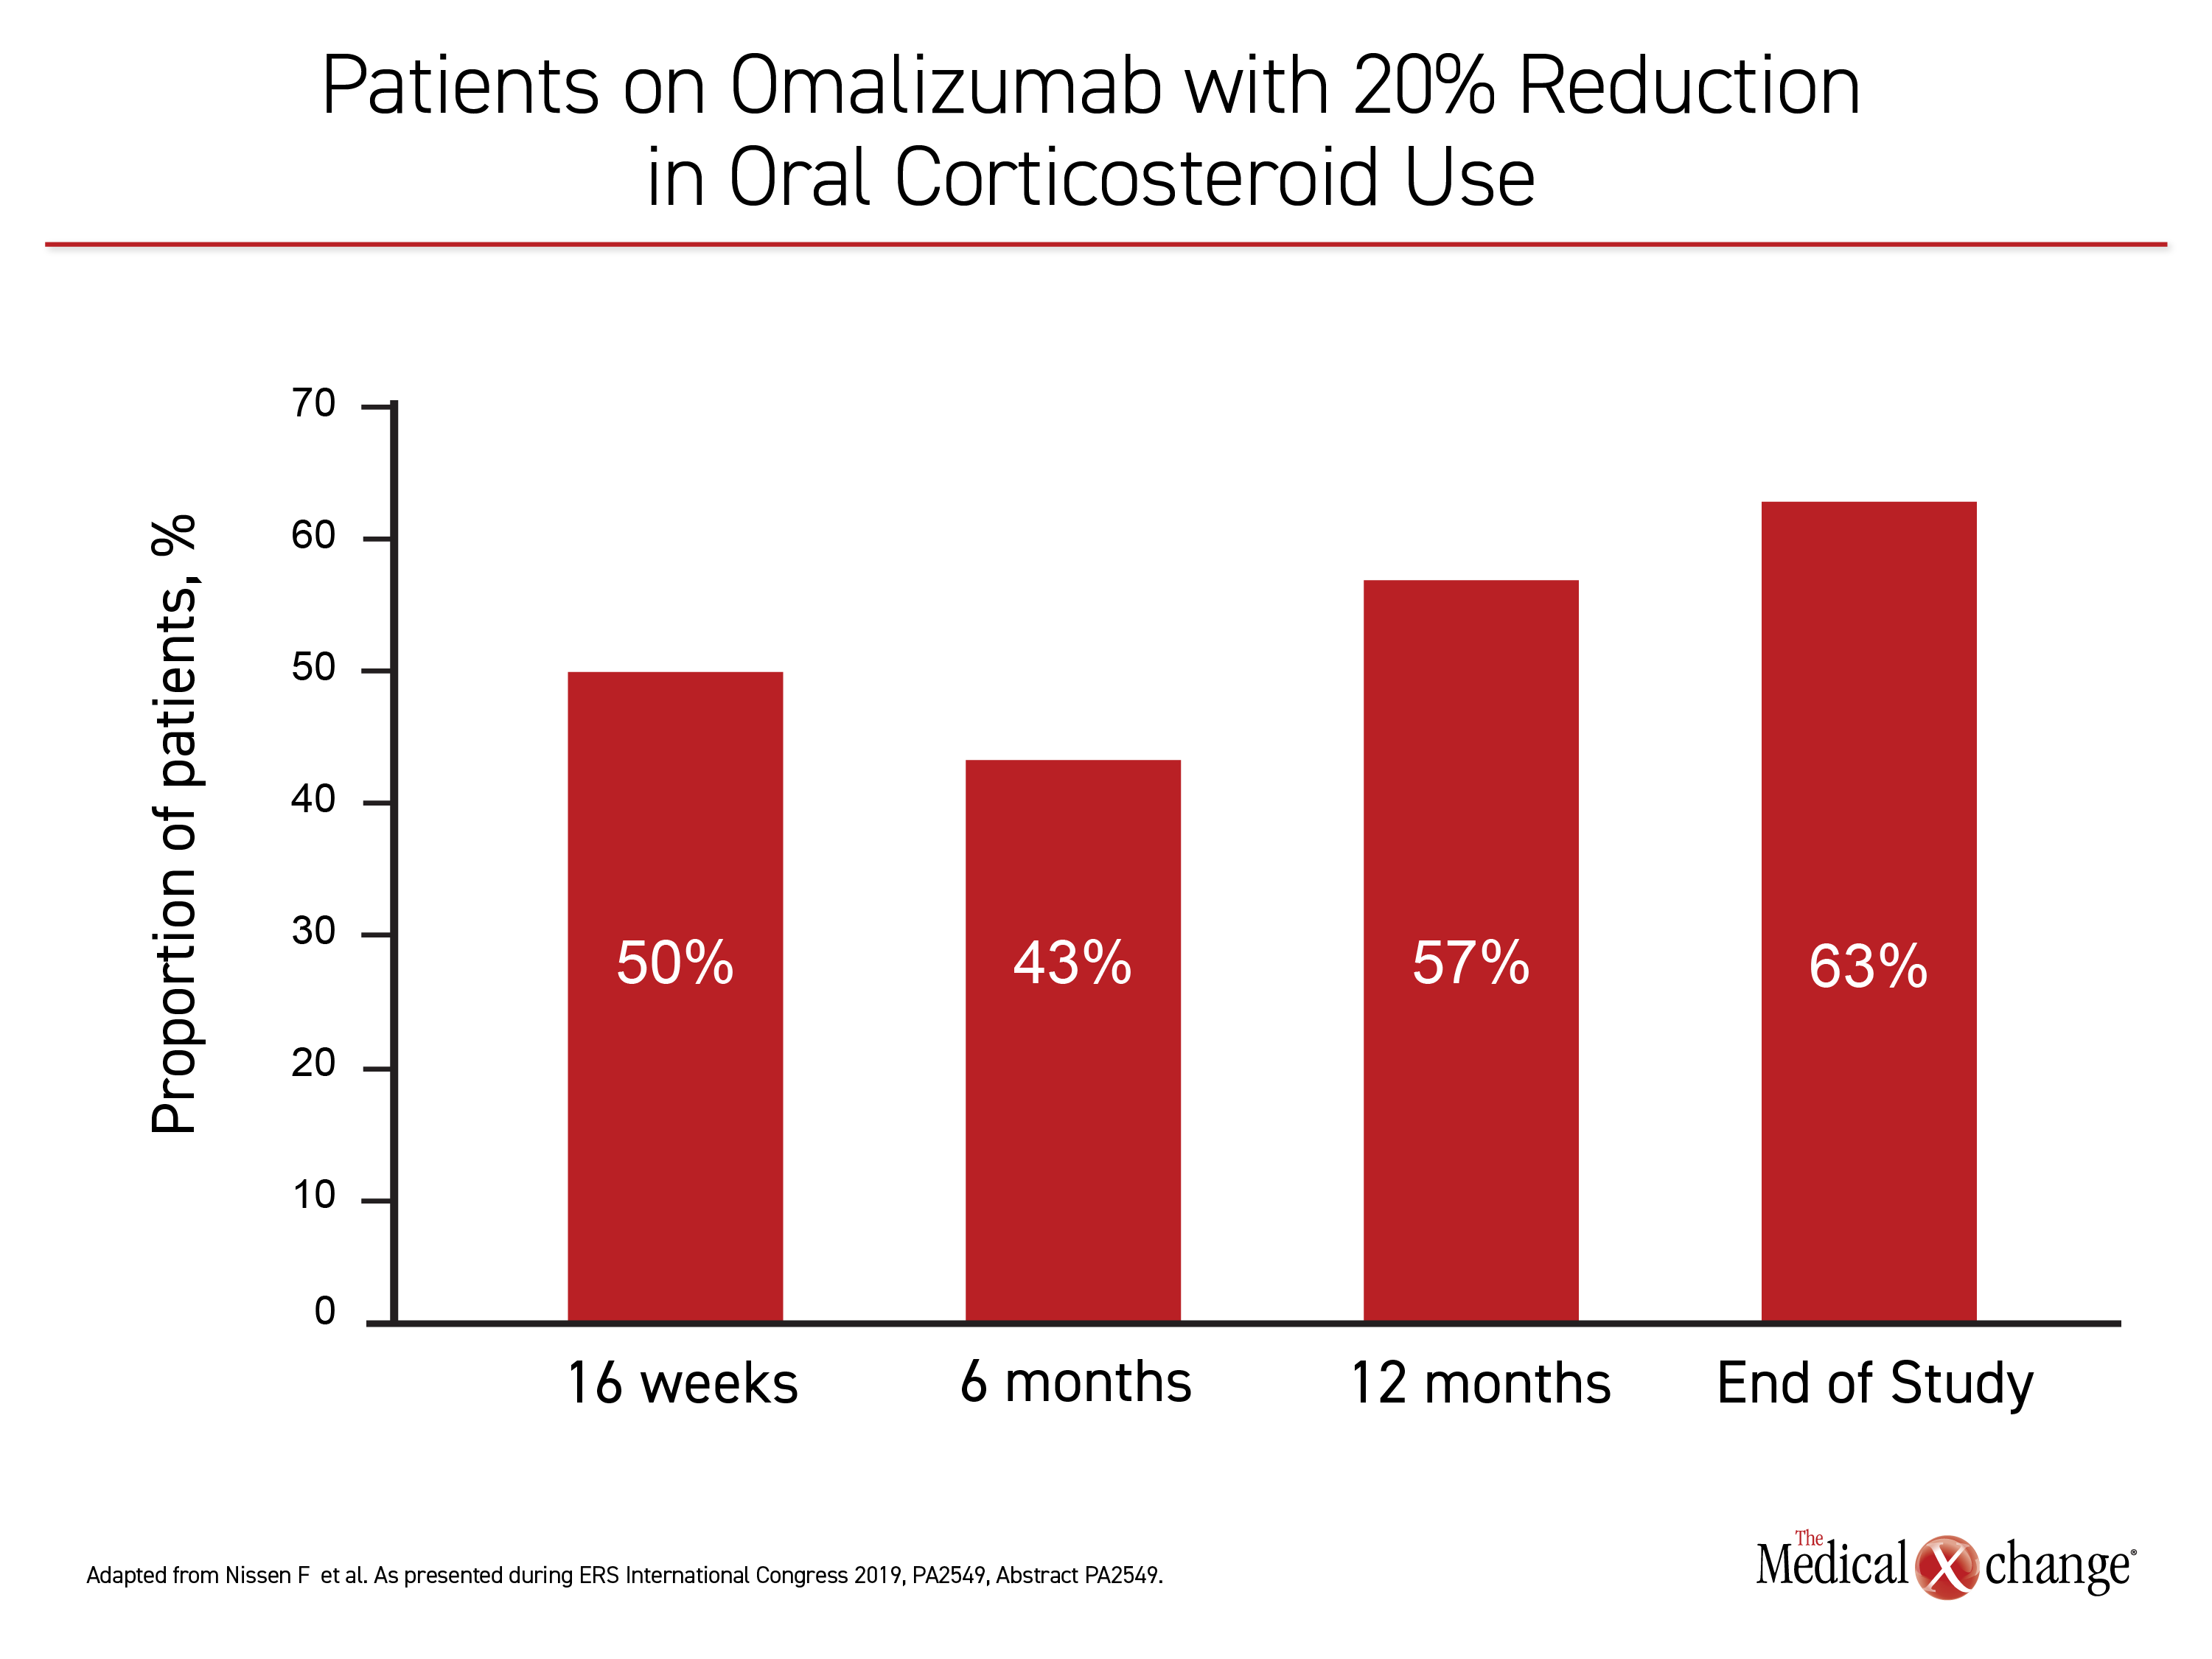 Patients on Omalizumab with 20% Reduction
in Oral Corticosteroid Use
Proportion of patients, %
70
60
50
40
30
20
10
0
50%
43%
57%
63%
16 weeks
6 months
12 months
End of Study
Adapted from Nissen F et al. As presented during ERS International Congress 2019, PA2549, Abstract PA2549.
The
Medical Xchange®